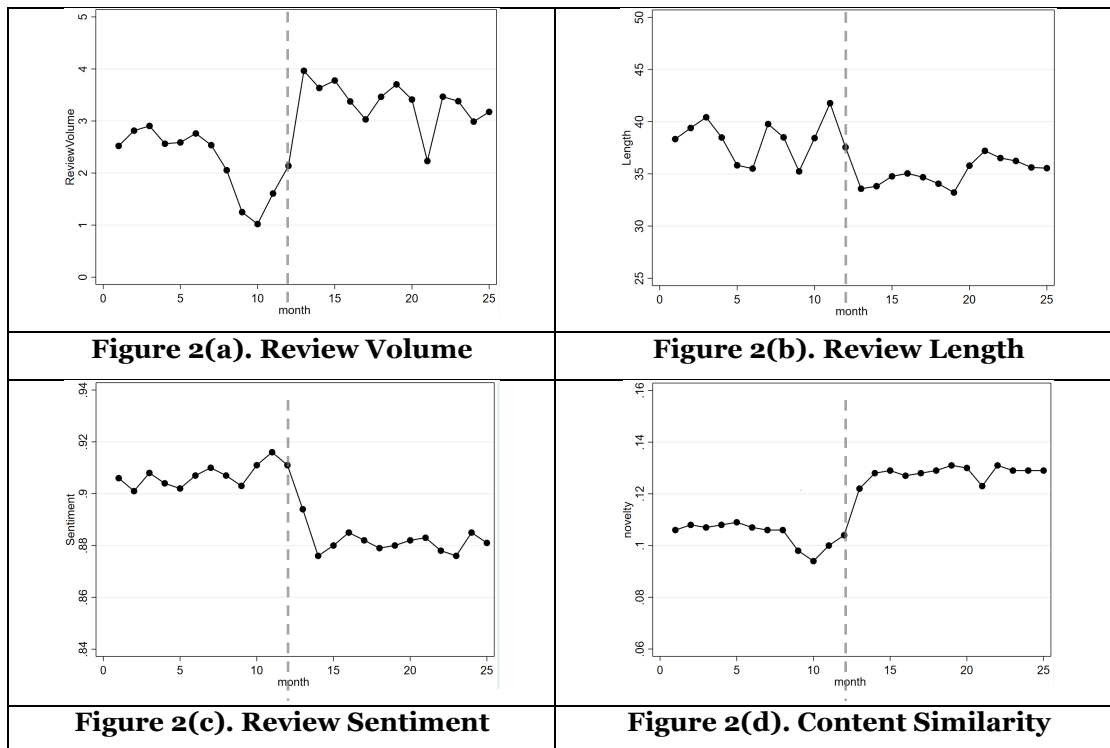 5
4
3
2
1
0
ReviewVolume
0 5 10 15 20 25
month
50
45
40
35
30
25
Length
0 5 10 15 20 25
month
Figure 2(a). Review Volume
Figure 2(b). Review Length
.94
.92
.9
.88
.86
.84
Sentiment
0 5 10 15 20 25
month
.16
.14
.12
.1
.08
.06
novelty
0 5 10 15 20 25
month
Figure 2(c). Review Sentiment
Figure 2(d). Content Similarity